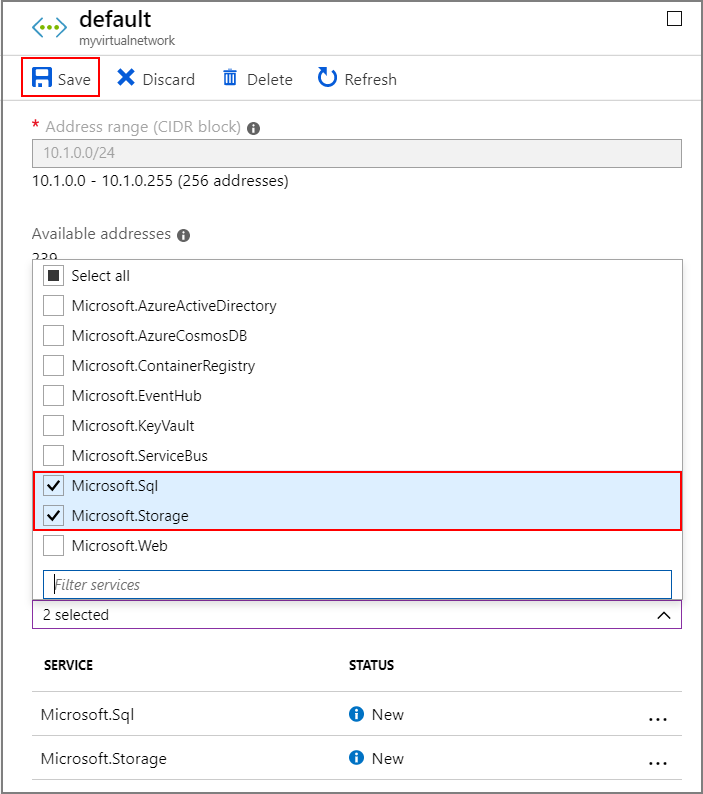 default
myvirtualnetwork
Save Discard Delete Refresh
* Address range (CIDR block)
10.1.0.0/24
10.1.0.0 - 10.1.0.255 (256 addresses)
Available addresses
239
Select all
Microsoft.AzureActiveDirectory
Microsoft.AzureCosmosDB
Microsoft.ContainerRegistry
Microsoft.EventHub
Microsoft.KeyVault
Microsoft.ServiceBus
Microsoft.Sql
Microsoft.Storage
Microsoft.Web
Filter services
2 selected
SERVICE STATUS
Microsoft.Sql New ...
Microsoft.Storage New ...